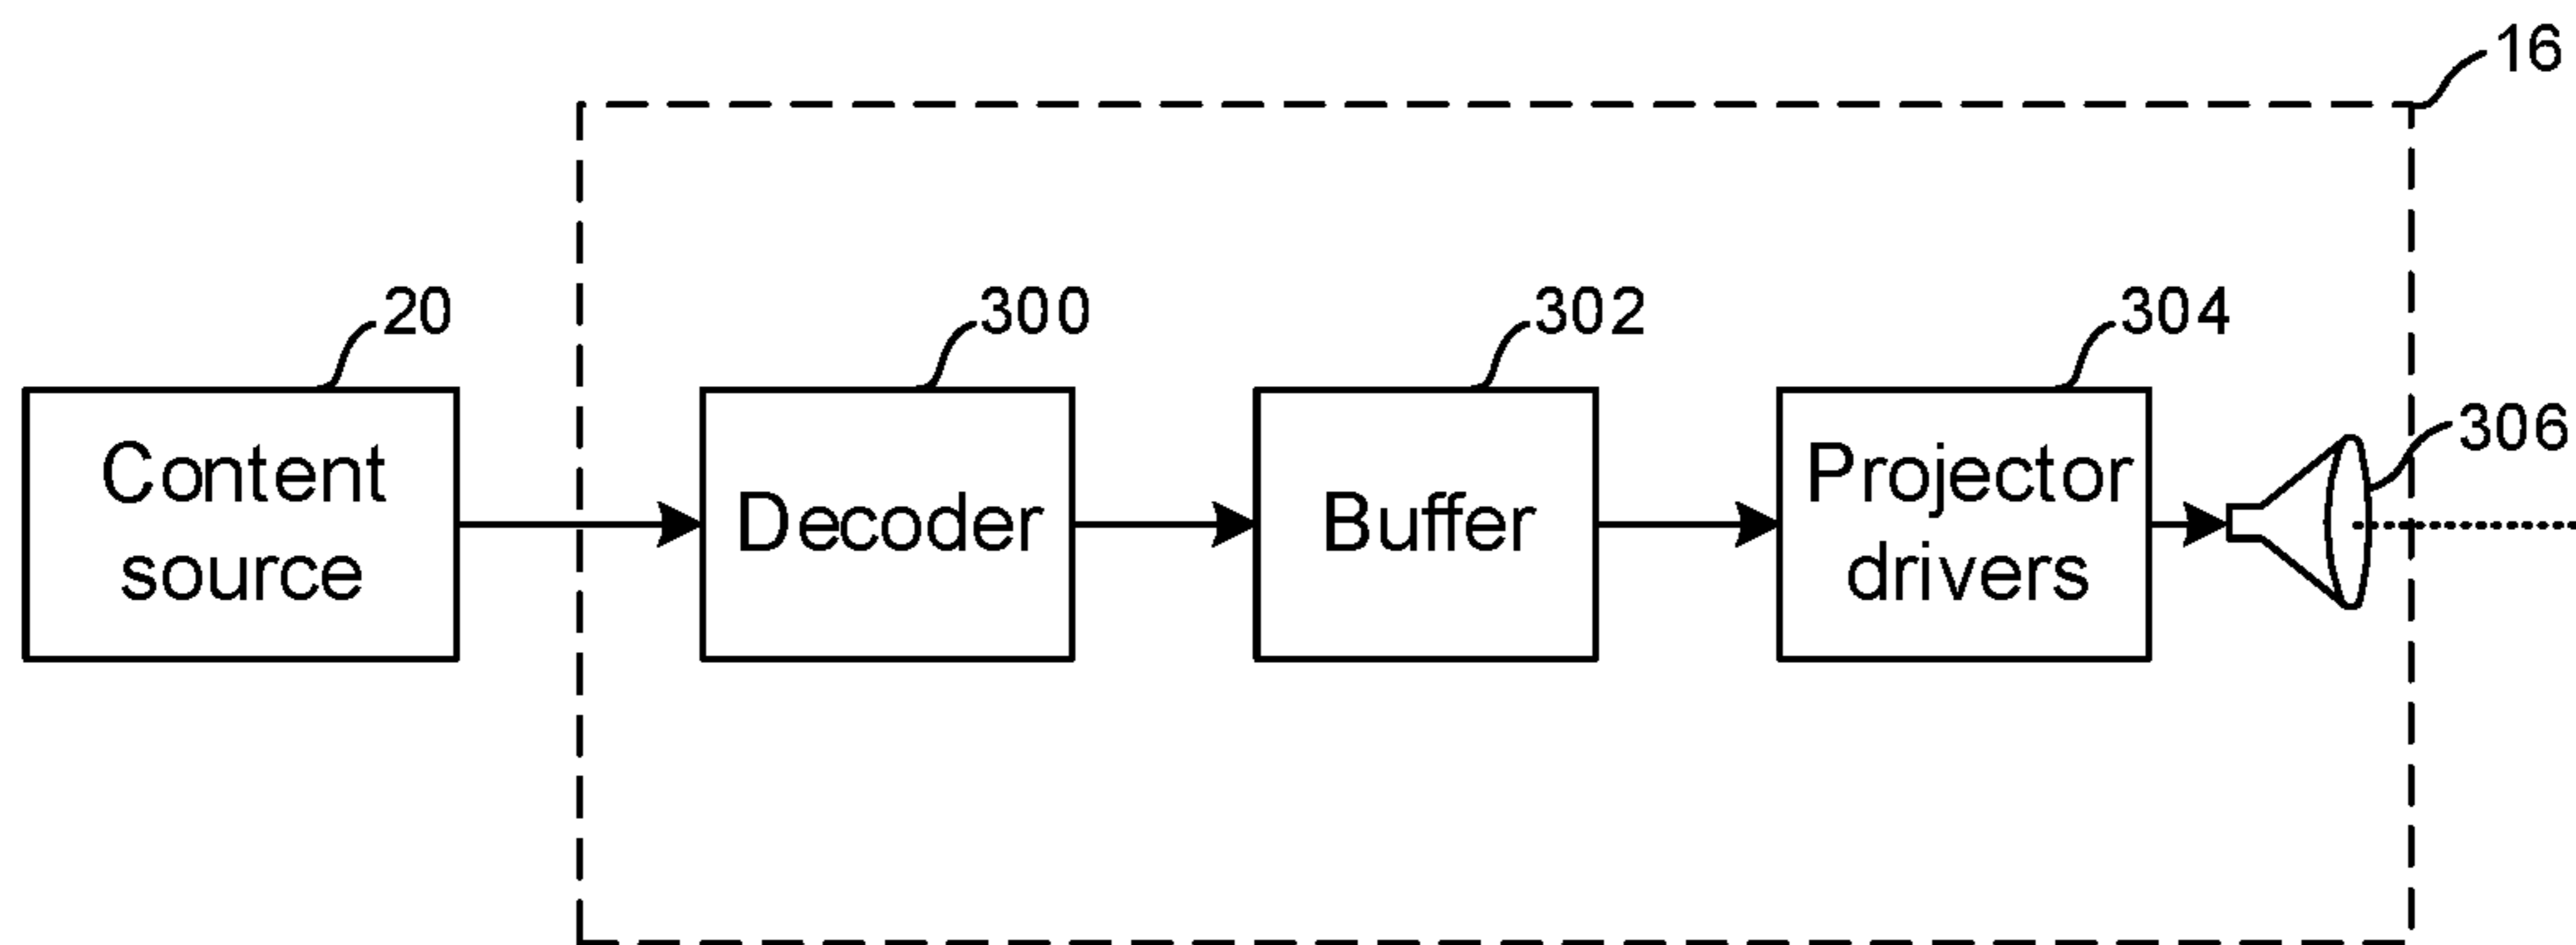 16
20
300
302
304
306
Content
source
Decoder
Buffer
Projector
drivers